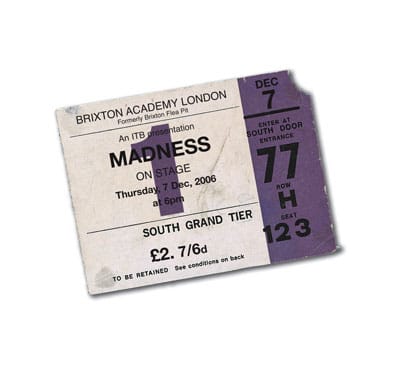 BRIXTON ACADEMY LONDON
Formerly Brixton Flea Pit
An ITB presentation
1
MADNESS
ON STAGE
Thursday, 7 Dec, 2006
at 6pm
SOUTH GRAND TIER
£2. 7/6d
TO BE RETAINED See conditions on back
DEC
7
ENTER AT
SOUTH DOOR
ENTRANCE
77
ROW
H
SEAT
123